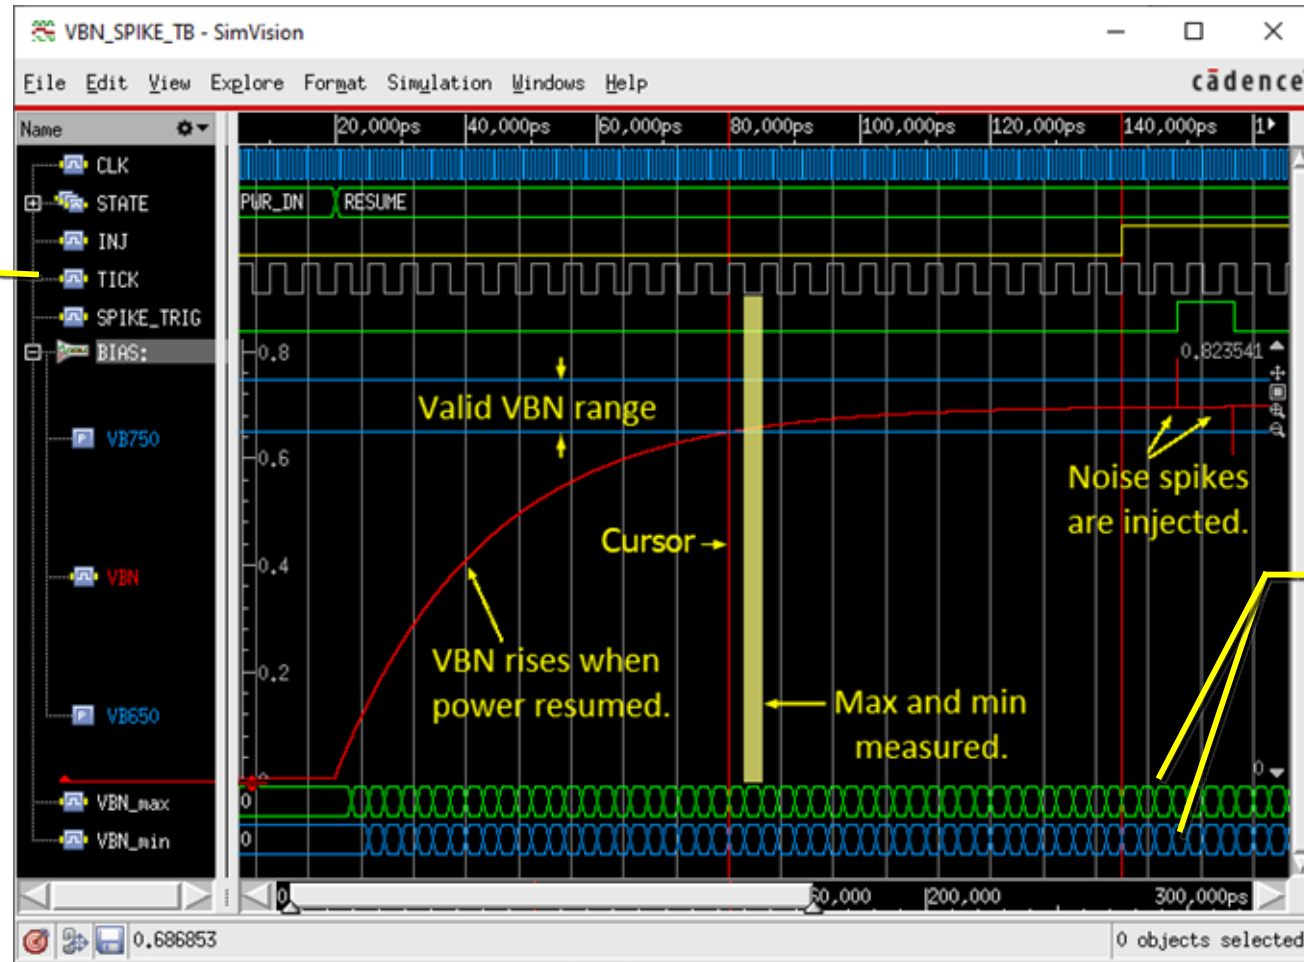 VBN_SPIKE_TB - SimVision
File Edit View Explore Format Simulation Windows Help
cādence
Name
20,000ps 40,000ps 60,000ps 80,000ps 100,000ps 120,000ps 140,000ps 1
CLK
STATE
PWR_DN RESUME
INJ
TICK
SPIKE_TRIG
BIAS:
0.8
0.823541
Valid VBN range
VB750
0.6
Noise spikes
are injected.
Cursor
0.4
VBN
VBN rises when
power resumed.
0.2
Max and min
measured.
VB650
0
VBN_max
0
VBN_min
0
0 200,000 300,000ps
0.686853
0 objects selected